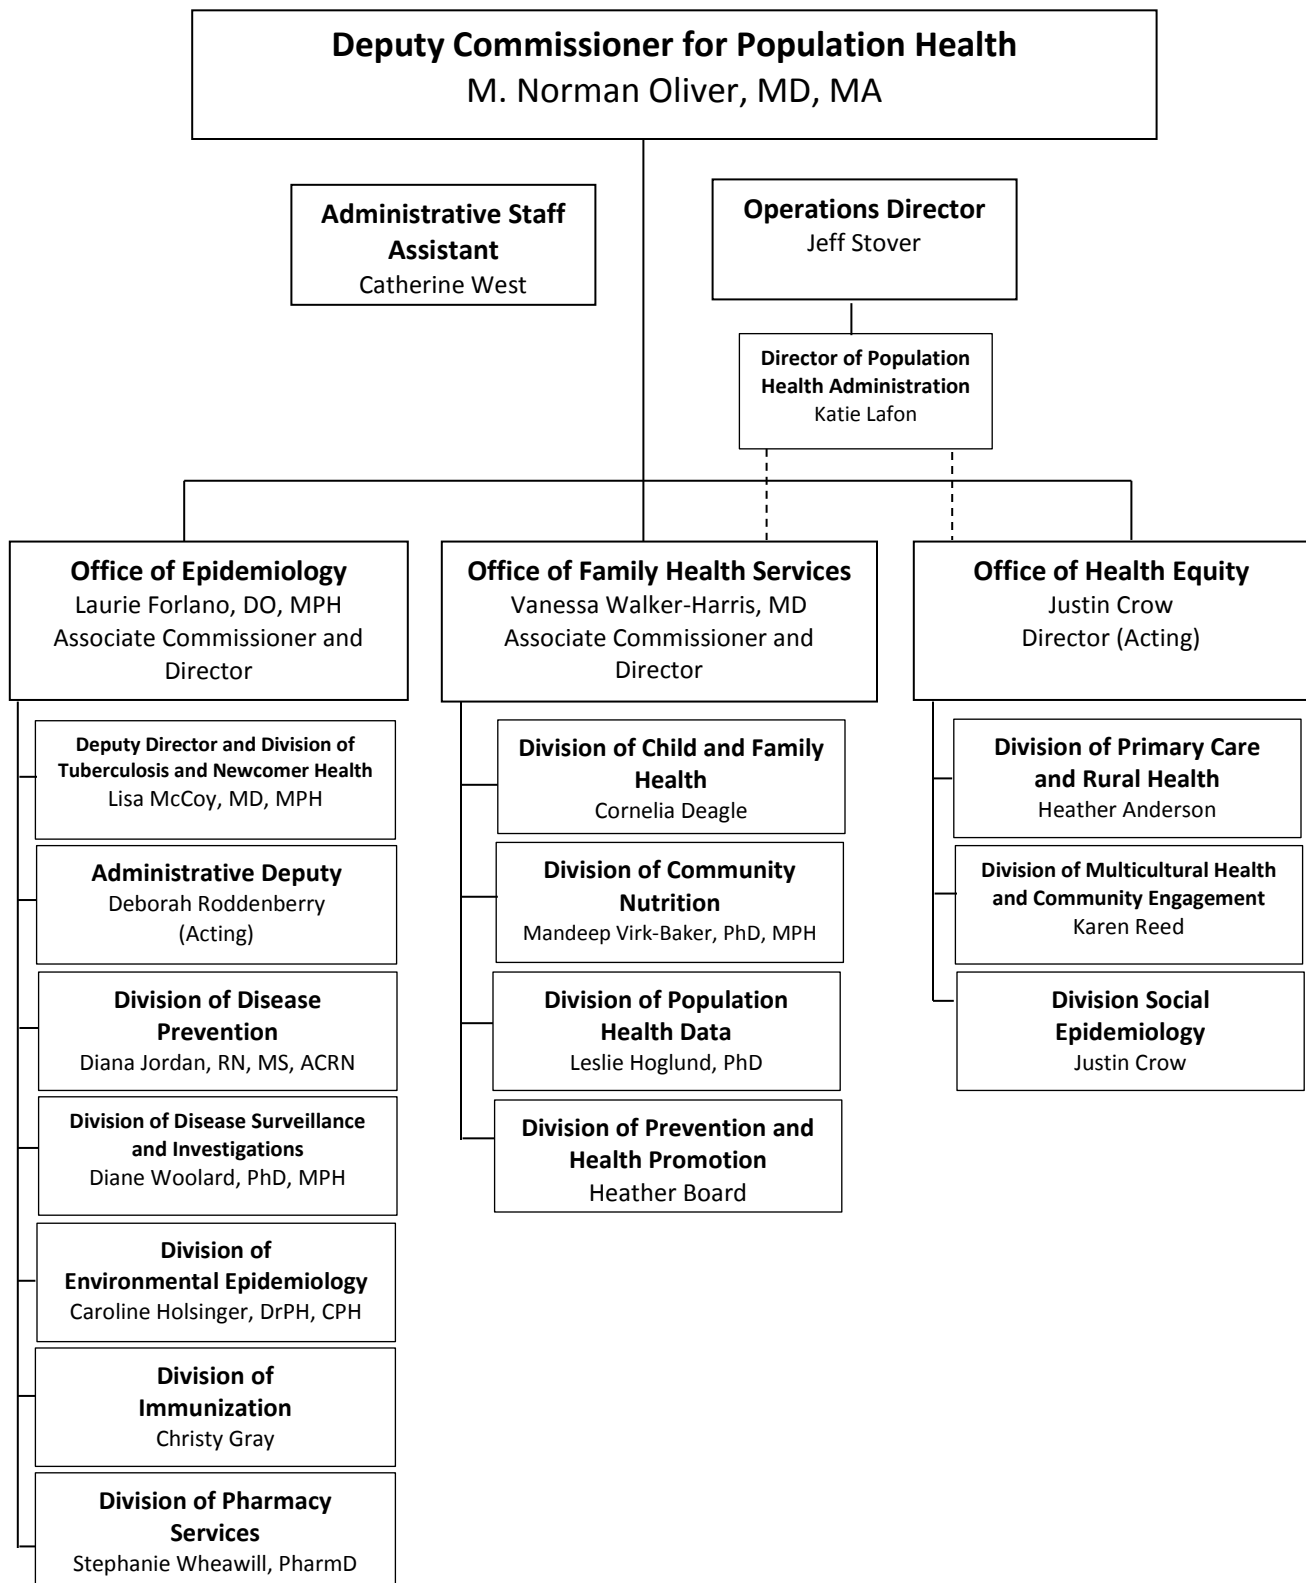 Deputy Commissioner for Population Health
M. Norman Oliver, MD, MA
Administrative Staff
Assistant
Catherine West
Operations Director
Jeff Stover
Director of Population
Health Administration
Katie Lafon
Office of Epidemiology
Laurie Forlano, DO, MPH
Associate Commissioner and
Director
Deputy Director and Division of
Tuberculosis and Newcomer Health
Lisa McCoy, MD, MPH
Administrative Deputy
Deborah Roddenberry
(Acting)
Division of Disease
Prevention
Diana Jordan, RN, MS, ACRN
Division of Disease Surveillance
and Investigations
Diane Woolard, PhD, MPH
Division of
Environmental Epidemiology
Caroline Holsinger, DrPH, CPH
Division of
Immunization
Christy Gray
Division of Pharmacy
Services
Stephanie Wheawill, PharmD
Office of Family Health Services
Vanessa Walker-Harris, MD
Associate Commissioner and
Director
Division of Child and Family
Health
Cornelia Deagle
Division of Community
Nutrition
Mandeep Virk-Baker, PhD, MPH
Division of Population
Health Data
Leslie Hoglund, PhD
Division of Prevention and
Health Promotion
Heather Board
Office of Health Equity
Justin Crow
Director (Acting)
Division of Primary Care
and Rural Health
Heather Anderson
Division of Multicultural Health
and Community Engagement
Karen Reed
Division Social
Epidemiology
Justin Crow